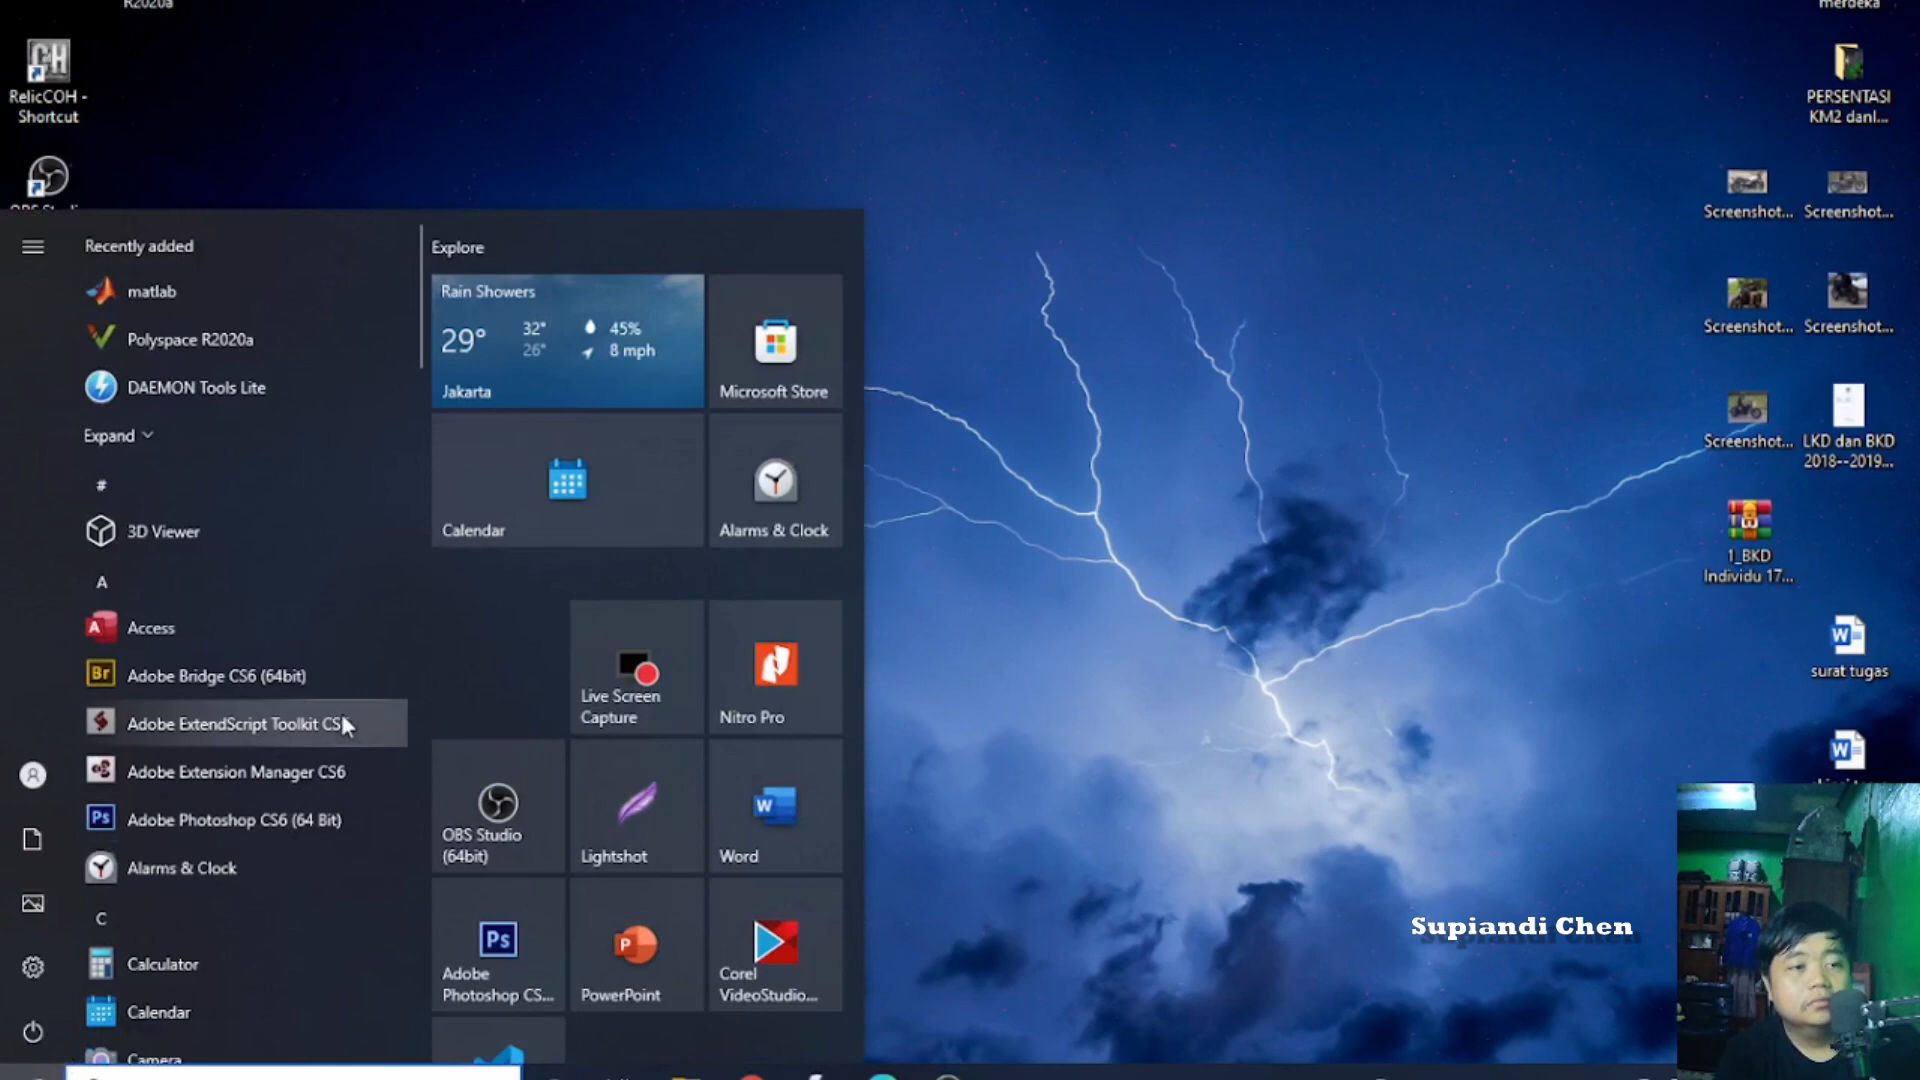 R2020a
RelicCOH -
Shortcut
Recently added
matlab
Polyspace R2020a
DAEMON Tools Lite
Expand
#
3D Viewer
A
Access
Adobe Bridge CS6 (64bit)
Adobe ExtendScript Toolkit CS
Adobe Extension Manager CS6
Adobe Photoshop CS6 (64 Bit)
Alarms & Clock
C
Calculator
Calendar
Camera
Explore
Rain Showers
29°
32°
26°
45%
8 mph
Jakarta
Microsoft Store
Calendar
Alarms & Clock
Live Screen
Capture
Nitro Pro
OBS Studio
(64bit)
Lightshot
Word
Adobe
Photoshop CS...
PowerPoint
Corel
VideoStudio...
merdeka
PERSENTASI
KM2 danl...
Screenshot...
Screenshot...
Screenshot...
Screenshot...
Screenshot...
LKD dan BKD
2018--2019...
1_BKD
Individu 17...
surat tugas
Supiandi Chen